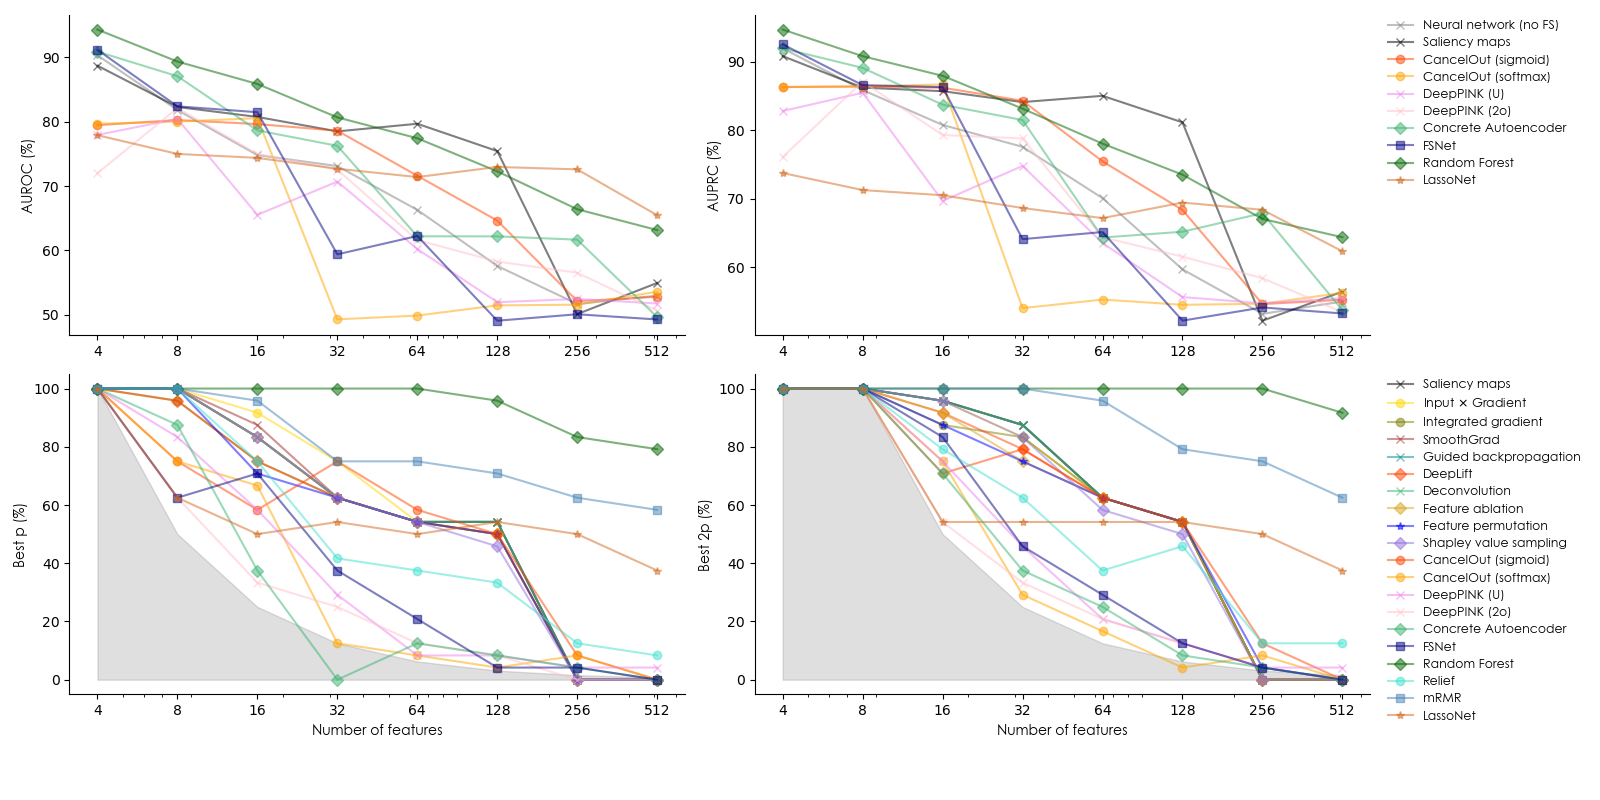 AUROC (%)
90
80
70
60
50
4 8 16 32 64 128 256 512
AUPRC (%)
90
80
70
60
4 8 16 32 64 128 256 512
Neural network (no FS)
Saliency maps
CancelOut (sigmoid)
CancelOut (softmax)
DeepPINK (U)
DeepPINK (2o)
Concrete Autoencoder
FSNet
Random Forest
LassoNet
Best p (%)
100
80
60
40
20
0
4 8 16 32 64 128 256 512
Number of features
Best 2p (%)
100
80
60
40
20
0
4 8 16 32 64 128 256 512
Number of features
Saliency maps
Input × Gradient
Integrated gradient
SmoothGrad
Guided backpropagation
DeepLift
Deconvolution
Feature ablation
Feature permutation
Shapley value sampling
CancelOut (sigmoid)
CancelOut (softmax)
DeepPINK (U)
DeepPINK (2o)
Concrete Autoencoder
FSNet
Random Forest
Relief
mRMR
LassoNet